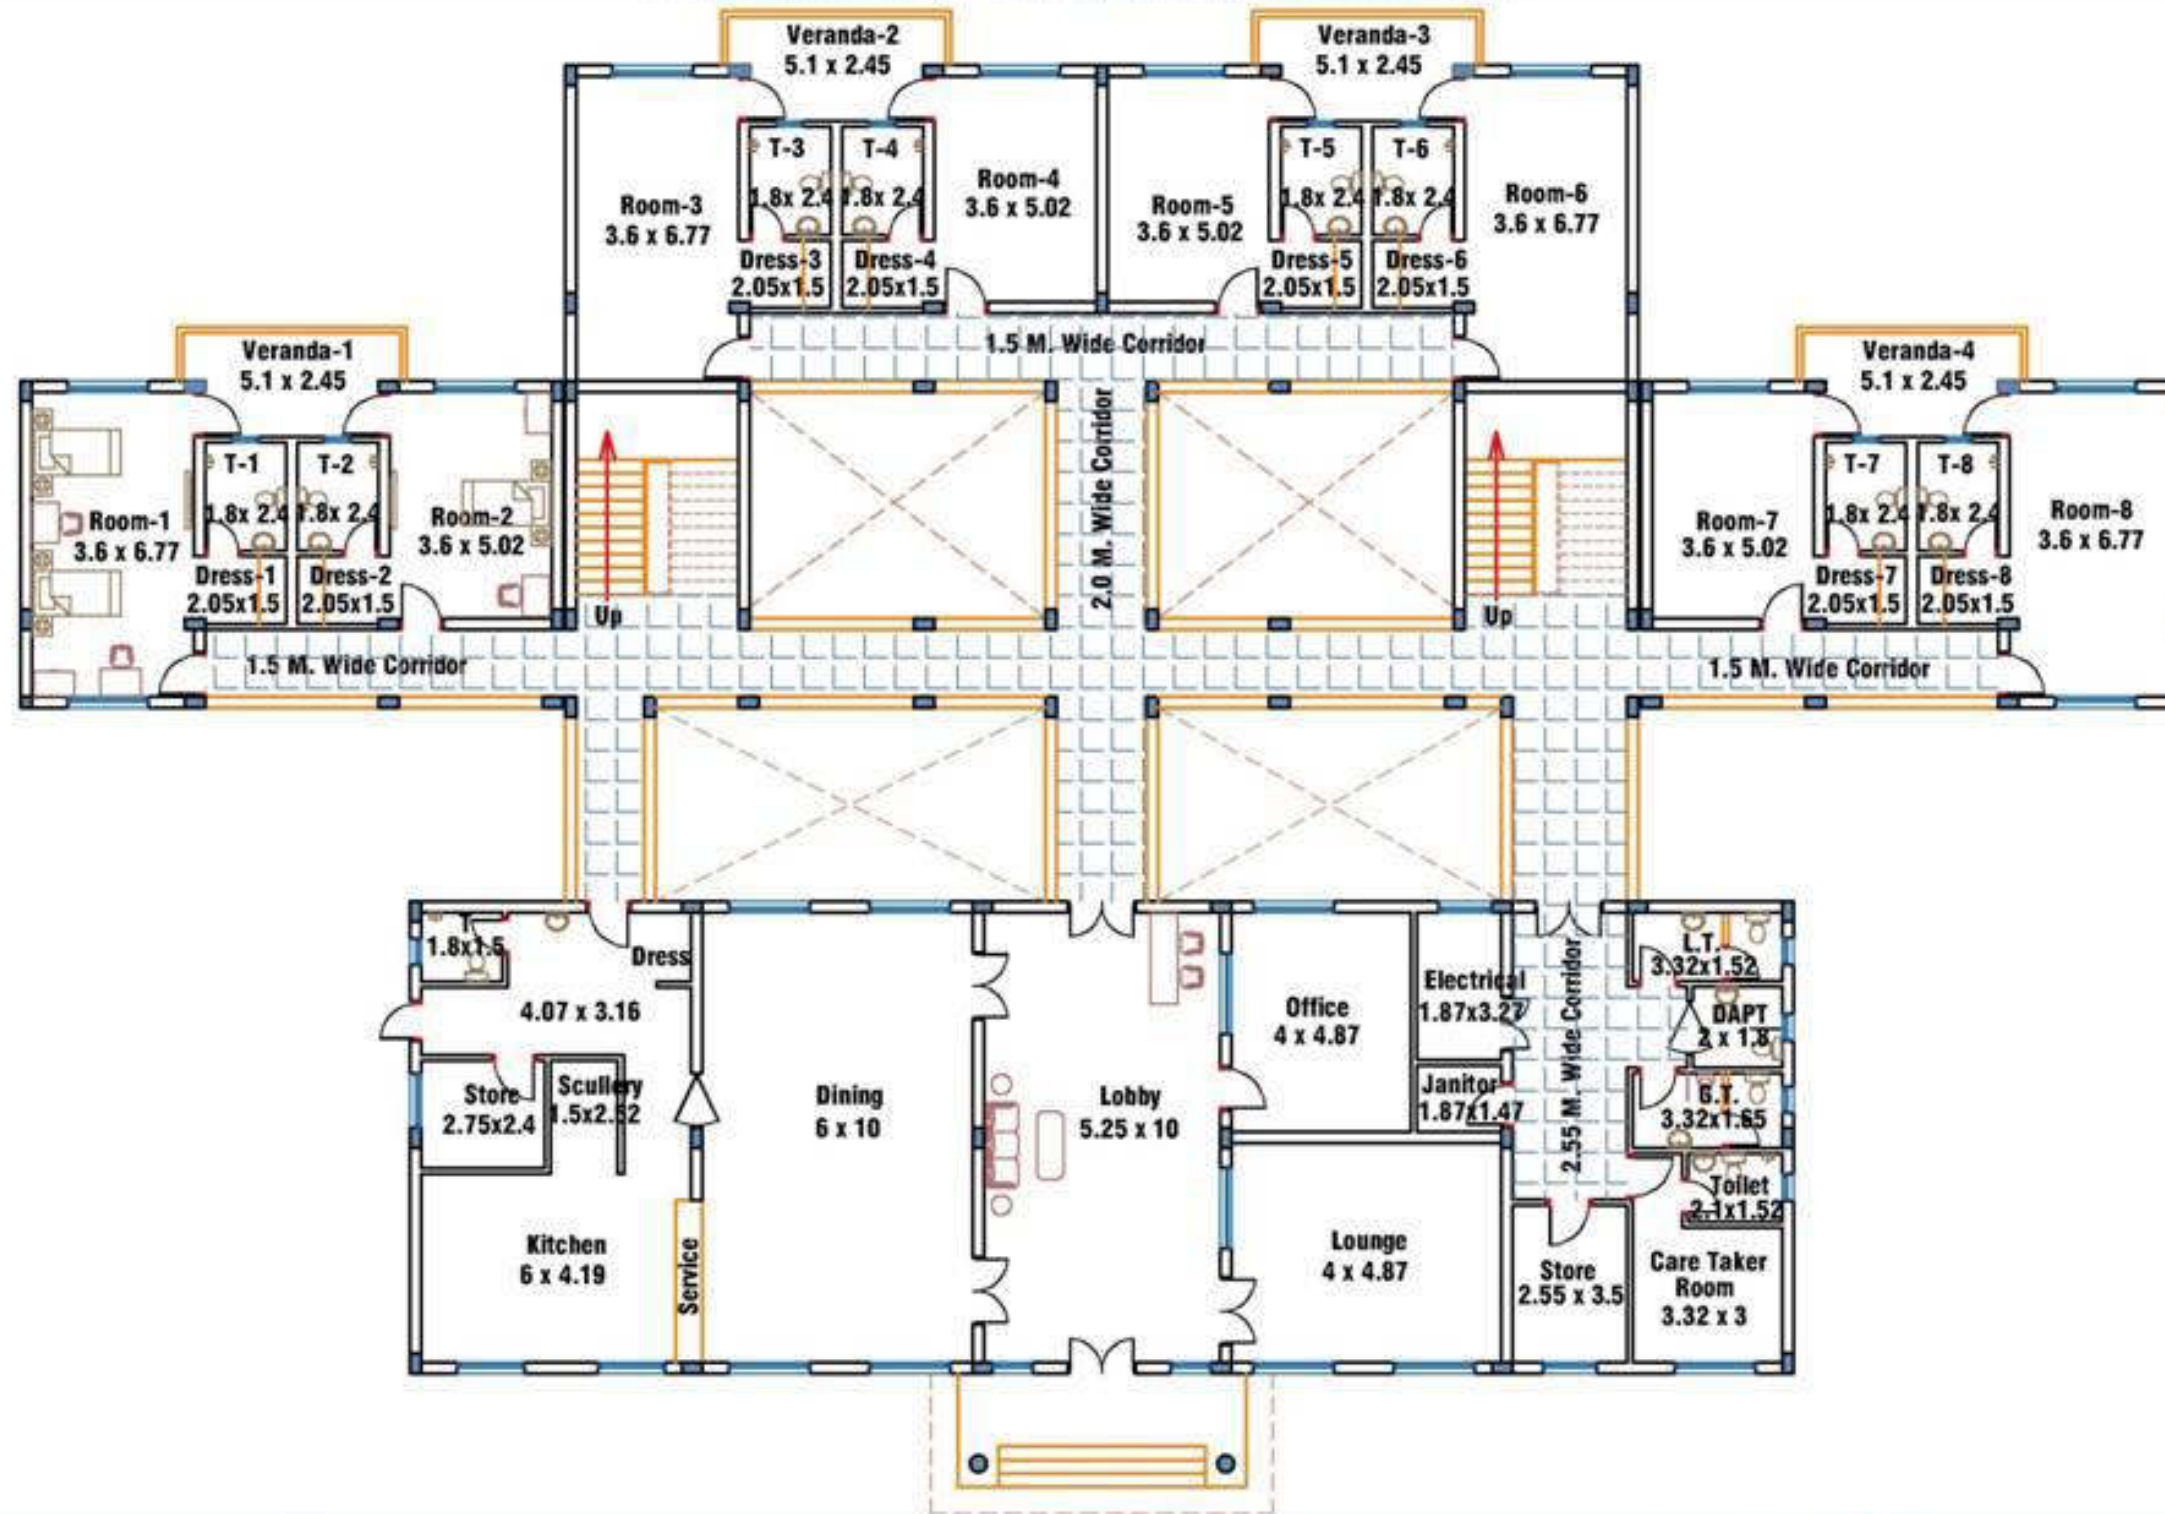 Veranda-2
5.1 x 2.45
Veranda-3
5.1 x 2.45
T-3
1.8x 2.4
T-4
1.8x 2.4
Room-3
3.6 x 6.77
Room-4
3.6 x 5.02
Dress-3
2.05x1.5
Dress-4
2.05x1.5
T-5
1.8x 2.4
T-6
1.8x 2.4
Room-5
3.6 x 5.02
Room-6
3.6 x 6.77
Dress-5
2.05x1.5
Dress-6
2.05x1.5
1.5 M. Wide Corridor
Veranda-1
5.1 x 2.45
Veranda-4
5.1 x 2.45
T-1
1.8x 2.4
T-2
1.8x 2.4
Room-1
3.6 x 6.77
Room-2
3.6 x 5.02
Dress-1
2.05x1.5
Dress-2
2.05x1.5
Up
2.0 M. Wide Corridor
Up
T-7
1.8x 2.4
T-8
1.8x 2.4
Room-7
3.6 x 5.02
Room-8
3.6 x 6.77
Dress-7
2.05x1.5
Dress-8
2.05x1.5
1.5 M. Wide Corridor
1.5 M. Wide Corridor
T
1.8x1.5
Dress
4.07 x 3.16
Store
2.75x2.4
Scullery
1.5x2.52
Kitchen
6 x 4.19
Service
Dining
6 x 10
Lobby
5.25 x 10
Office
4 x 4.87
Electrical
1.87x3.27
Janitor
1.87x1.47
Lounge
4 x 4.87
2.55 M. Wide Corridor
L.T.
3.32x1.52
DAPT
2 x 1.8
G.T.
3.32x1.65
Toilet
2.1x1.52
Store
2.55 x 3.5
Care Taker
Room
3.32 x 3